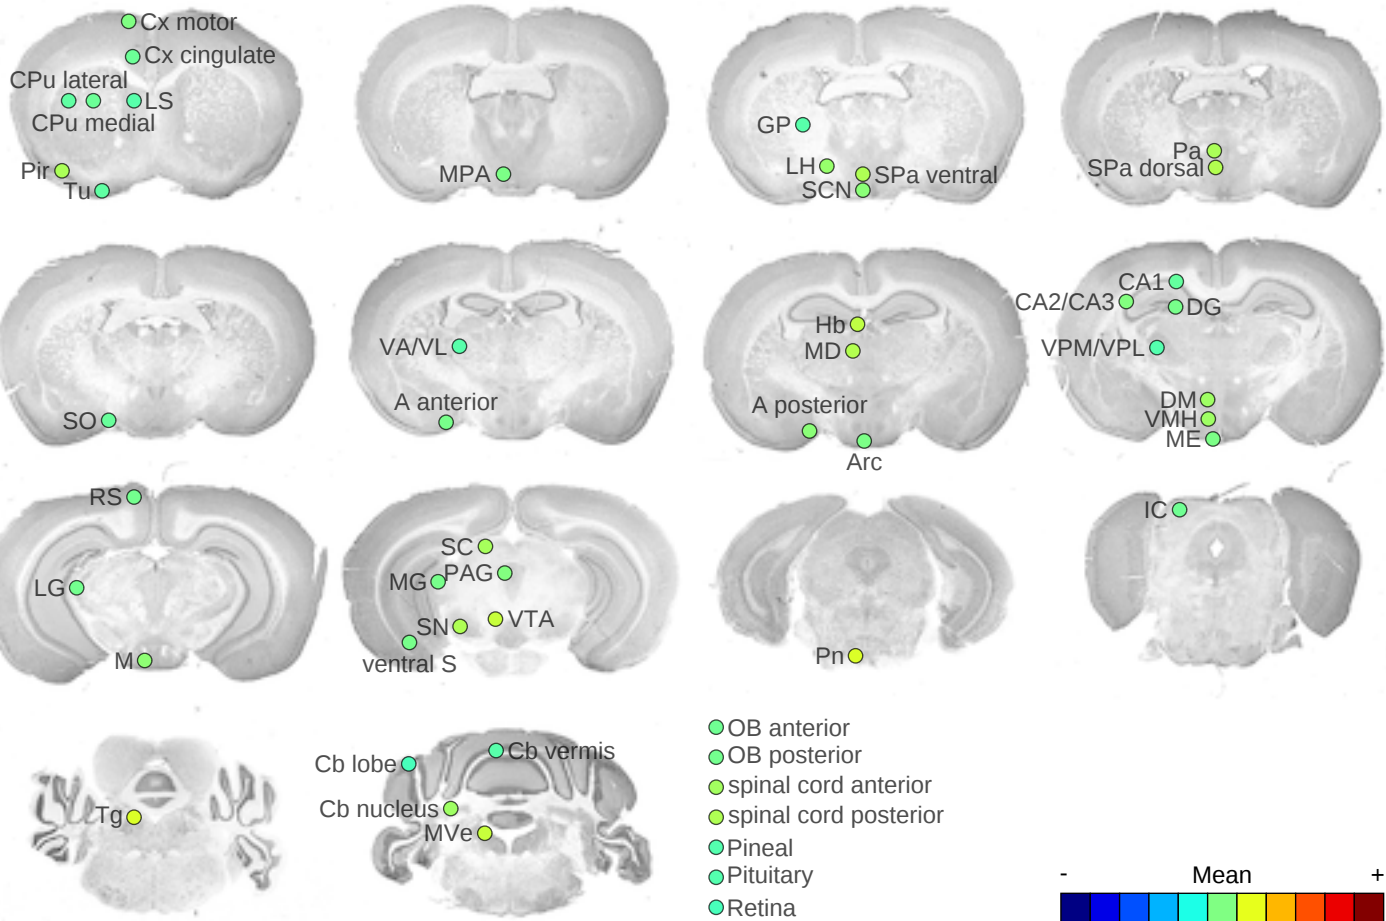 Cx motor
Cx cingulate
CPu lateral
LS
CPu medial
Pir
Tu
MPA
GP
LH
SPa ventral
SCN
Pa
SPa dorsal
SO
VA/VL
A anterior
Hb
MD
A posterior
Arc
CA1
CA2/CA3
DG
VPM/VPL
DM
VMH
ME
RS
LG
M
SC
MG
PAG
SN
VTA
ventral S
Pn
IC
Tg
Cb lobe
Cb vermis
Cb nucleus
MVe
OB anterior
OB posterior
spinal cord anterior
spinal cord posterior
Pineal
Pituitary
Retina
- Mean +